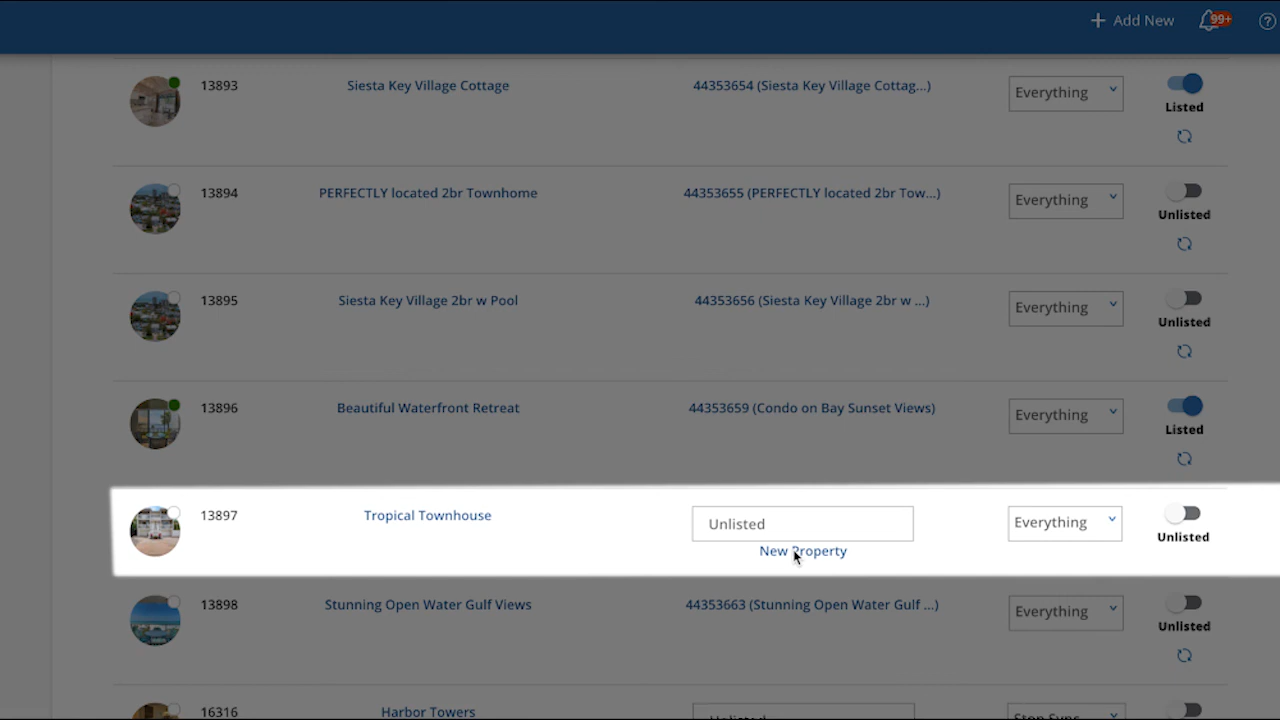 Add New 99+
13893 Siesta Key Village Cottage 44353654 (Siesta Key Village Cottag...) Everything Listed
13894 PERFECTLY located 2br Townhome 44353655 (PERFECTLY located 2br Tow...) Everything Unlisted
13895 Siesta Key Village 2br w Pool 44353656 (Siesta Key Village 2br w ...) Everything Unlisted
13896 Beautiful Waterfront Retreat 44353659 (Condo on Bay Sunset Views) Everything Listed
13897 Tropical Townhouse Unlisted Everything Unlisted
New Property
13898 Stunning Open Water Gulf Views 44353663 (Stunning Open Water Gulf ...) Everything Unlisted
16316 Harbor Towers Unlisted Stop Sync